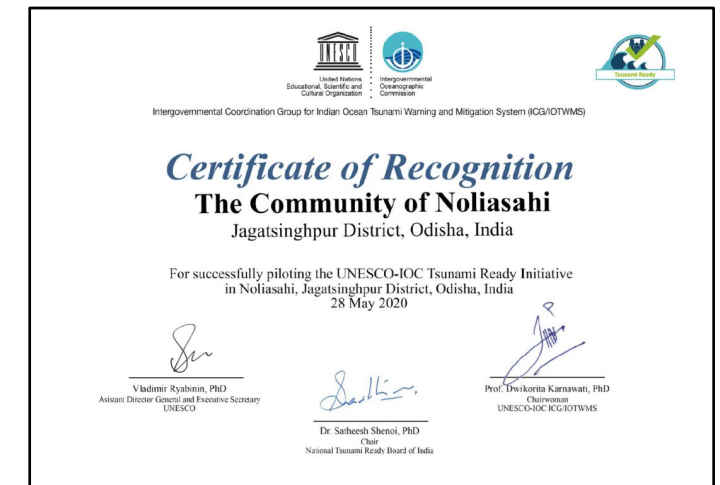 UNESCO
United Nations
Educational, Scientific and
Cultural Organization
Intergovernmental
Oceanographic
Commission
Tsunami Ready
Intergovernmental Coordination Group for Indian Ocean Tsunami Warning and Mitigation System (ICG/IOTWMS)
Certificate of Recognition
The Community of Noliasahi
Jagatsinghpur District, Odisha, India
For successfully piloting the UNESCO-IOC Tsunami Ready Initiative
in Noliasahi, Jagatsinghpur District, Odisha, India
28 May 2020
Vladimir Ryabinin, PhD
Asistant Director General and Executive Secretary
UNESCO
Dr. Satheesh Shenoi, PhD
Chair
National Tsunami Ready Board of India
Prof. Dwikorita Karnawati, PhD
Chairwoman
UNESCO-IOC ICG/IOTWMS